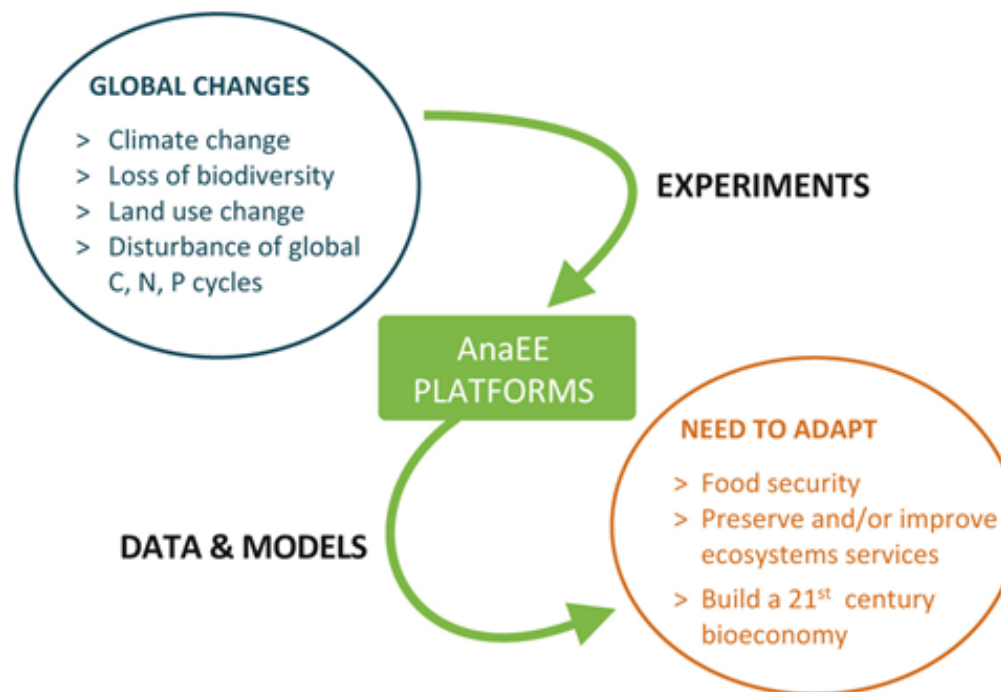 GLOBAL CHANGES
> Climate change
> Loss of biodiversity
> Land use change
> Disturbance of global
C, N, P cycles
EXPERIMENTS
AnaEE
PLATFORMS
DATA & MODELS
NEED TO ADAPT
> Food security
> Preserve and/or improve
ecosystems services
> Build a 21st century
bioeconomy